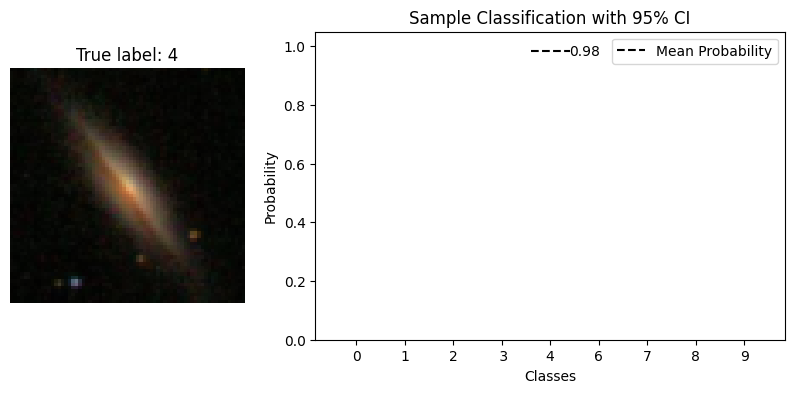 True label: 4
Sample Classification with 95% CI
0.98
Mean Probability
Probability
1.0
0.8
0.6
0.4
0.2
0.0
0 1 2 3 4 6 7 8 9
Classes